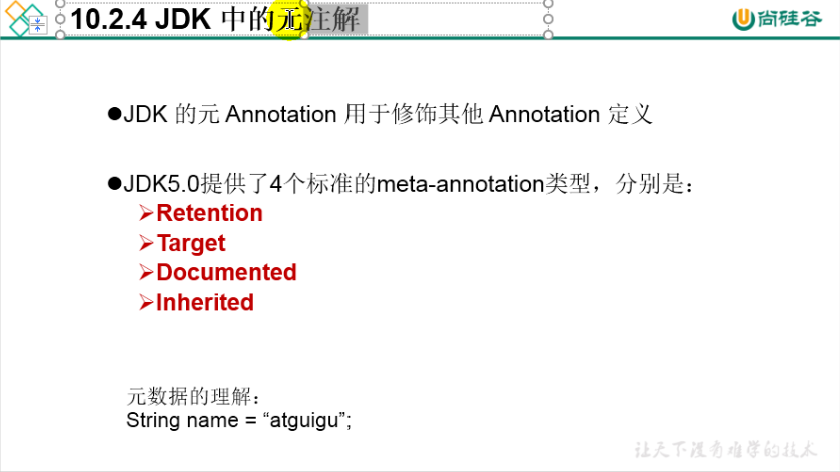 10.2.4 JDK 中的元注解
尚硅谷
●JDK 的元 Annotation 用于修饰其他 Annotation 定义
●JDK5.0提供了4个标准的meta-annotation类型，分别是：
➢Retention
➢Target
➢Documented
➢Inherited
元数据的理解：
String name = “atguigu”;
让天下没有难学的技术